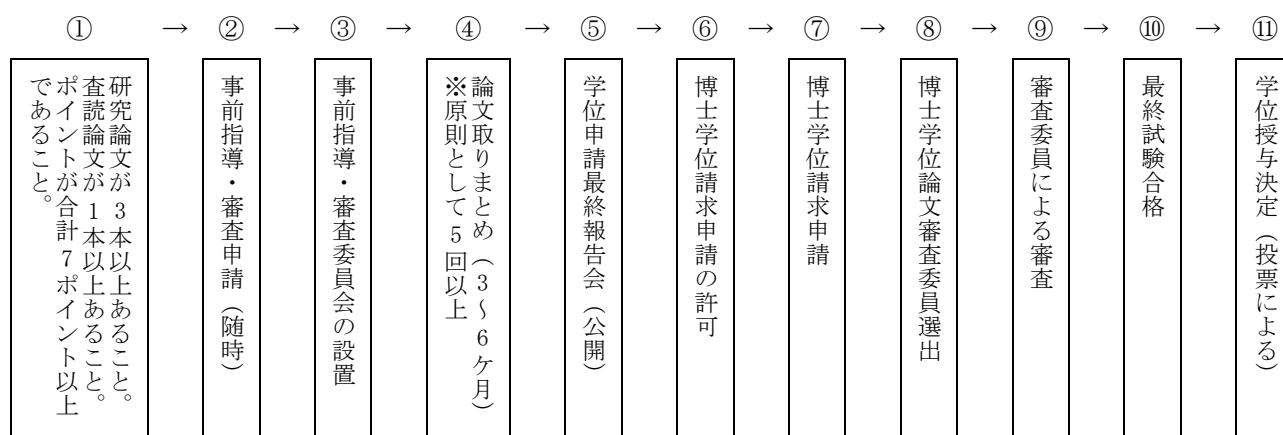 ① → ② → ③ → ④ → ⑤ → ⑥ → ⑦ → ⑧ → ⑨ → ⑩ → ⑪
研究論文が3本以上あること。
査読論文が1本以上あること。
ポイントが合計7ポイント以上
であること。
事前指導・審査申請（随時）
事前指導・審査委員会の設置
論文取りまとめ（3～6ケ月）
※原則として5回以上
学位申請最終報告会（公開）
博士学位請求申請の許可
博士学位請求申請
博士学位論文審査委員選出
審査委員による審査
最終試験合格
学位授与決定（投票による）